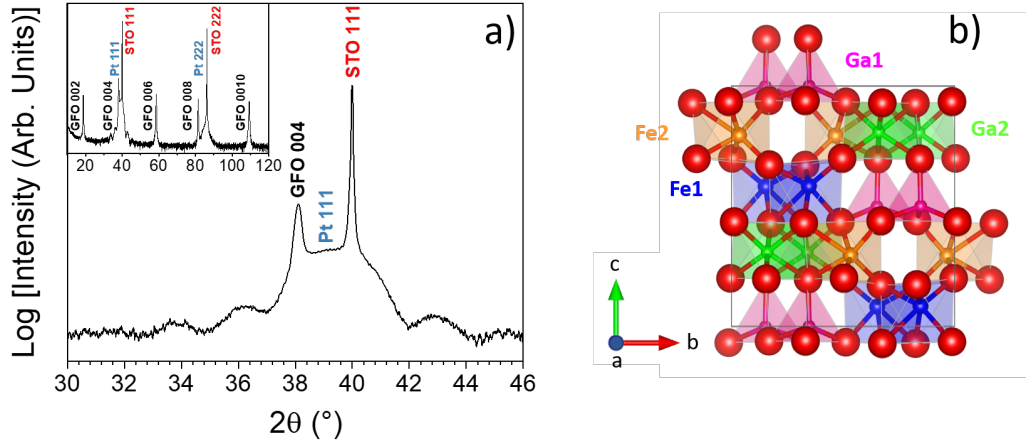 a)
b)
Log [Intensity (Arb. Units)]
GFO 002
GFO 004
Pt 111
STO 111
GFO 006
GFO 008
Pt 222
STO 222
GFO 0010
20 40 60 80 100 120
GFO 004
Pt 111
STO 111
30 32 34 36 38 40 42 44 46
2θ (°)
Ga1
Fe2
Ga2
Fe1
c
b
a